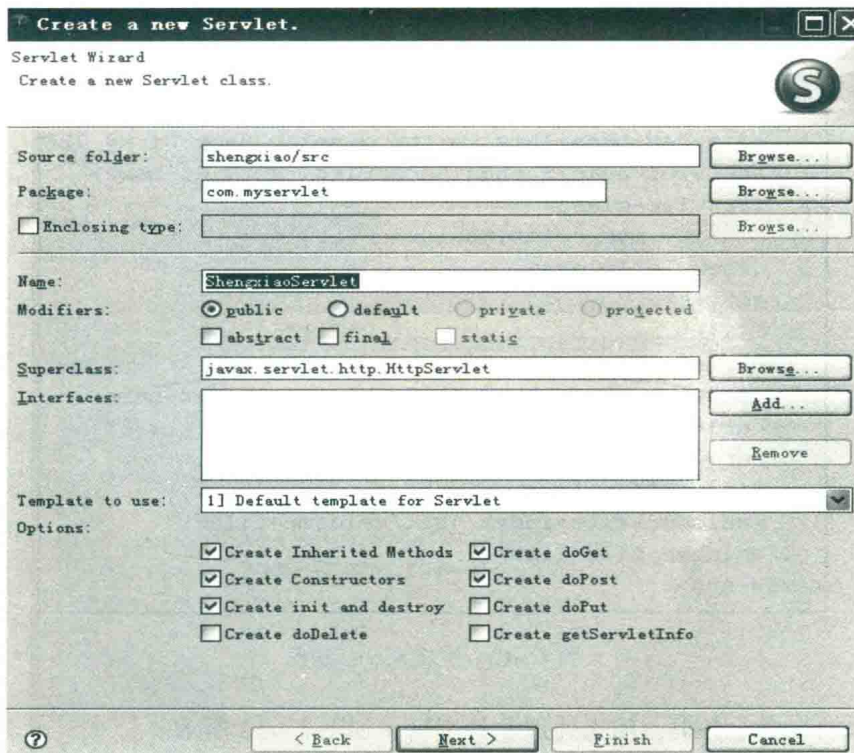 Create a new Servlet.
Servlet Wizard
Create a new Servlet class.
S
Source folder: shengxiao/src Browse...
Package: com.myservlet Browse...
Enclosing type: Browse...
Name: ShengxiaoServlet
Modifiers: public default private protected
abstract final static
Superclass: javax.servlet.http.HttpServlet Browse...
Interfaces: Add...
Remove
Template to use: 1] Default template for Servlet
Options:
Create Inherited Methods Create doGet
Create Constructors Create doPost
Create init and destroy Create doPut
Create doDelete Create getServletInfo
? < Back Next > Finish Cancel